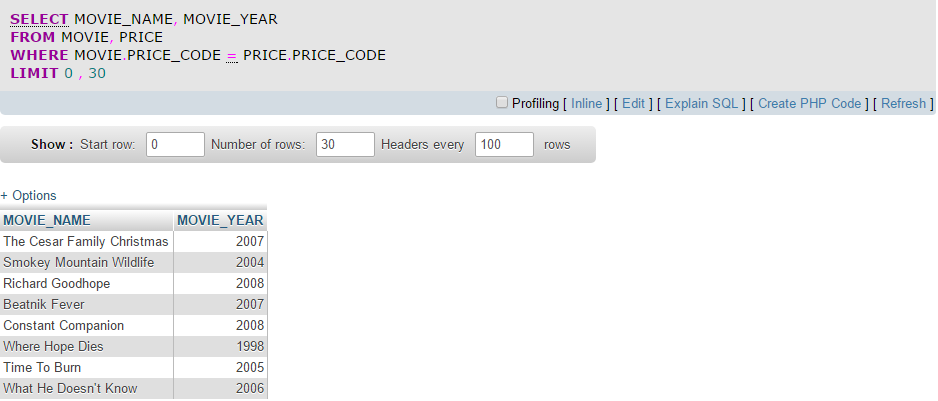 SELECT MOVIE_NAME, MOVIE_YEAR
FROM MOVIE, PRICE
WHERE MOVIE.PRICE_CODE = PRICE.PRICE_CODE
LIMIT 0 , 30
Profiling [ Inline ] [ Edit ] [ Explain SQL ] [ Create PHP Code ] [ Refresh ]
Show : Start row: 0 Number of rows: 30 Headers every 100 rows
+ Options
MOVIE_NAME MOVIE_YEAR
The Cesar Family Christmas 2007
Smokey Mountain Wildlife 2004
Richard Goodhope 2008
Beatnik Fever 2007
Constant Companion 2008
Where Hope Dies 1998
Time To Burn 2005
What He Doesn't Know 2006